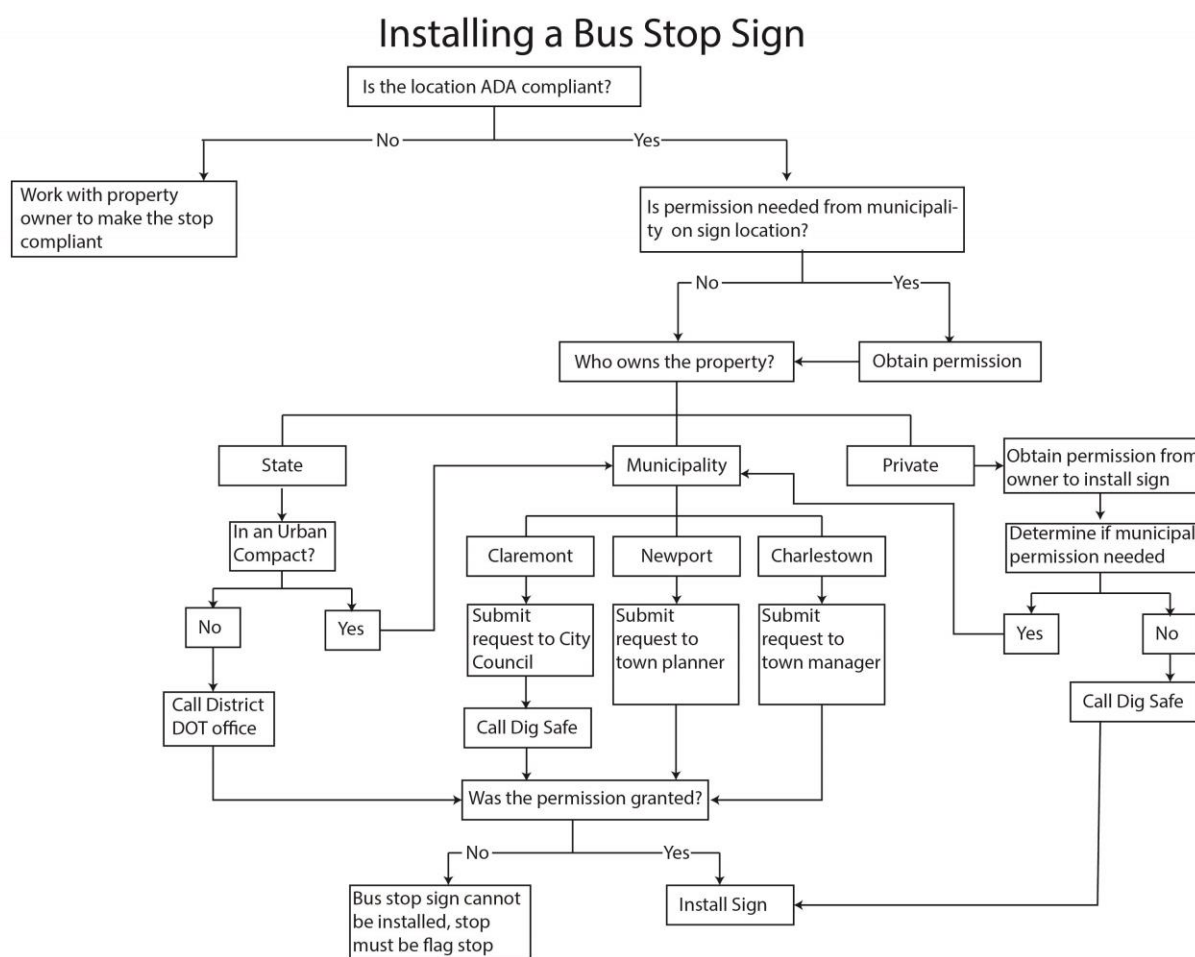 Installing a Bus Stop Sign
Is the location ADA compliant?
No
Yes
Work with property
owner to make the stop
compliant
Is permission needed from municipali-
ty on sign location?
No
Yes
Who owns the property?
Obtain permission
State
Municipality
Private
Obtain permission from
owner to install sign
In an Urban
Compact?
Claremont
Newport
Charlestown
Determine if municipal
permission needed
No
Yes
Submit
request to City
Council
Submit
request to
town planner
Submit
request to
town manager
Yes
No
Call District
DOT office
Call Dig Safe
Call Dig Safe
Was the permission granted?
No
Yes
Bus stop sign cannot
be installed, stop
must be flag stop
Install Sign